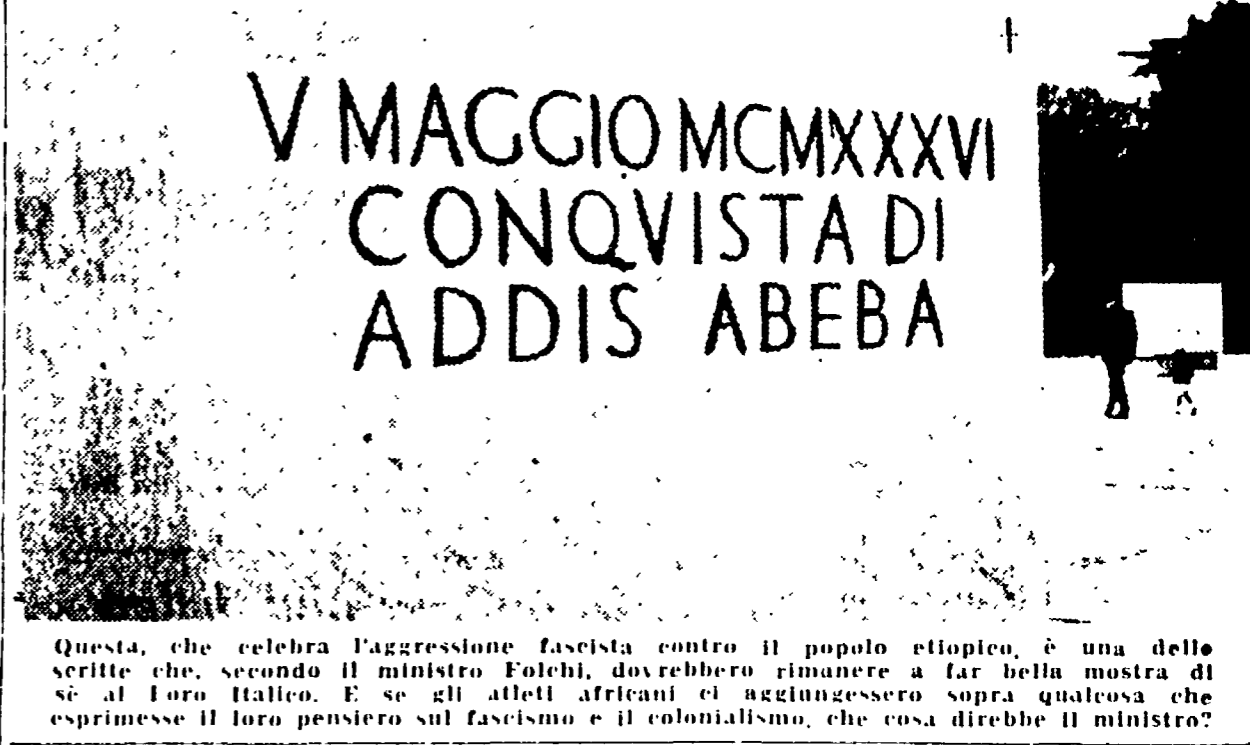 V MAGGIO MCMXXXVI
CONQVISTA DI
ADDIS ABEBA
Questa, che celebra l'aggressione fascista contro il popolo etiopico, è una delle
scritte che, secondo il ministro Folchi, dovrebbero rimanere a far bella mostra di
sè al Foro Italico. E se gli atleti africani ci aggiungessero sopra qualcosa che
esprimesse il loro pensiero sul fascismo e il colonialismo, che cosa direbbe il ministro?